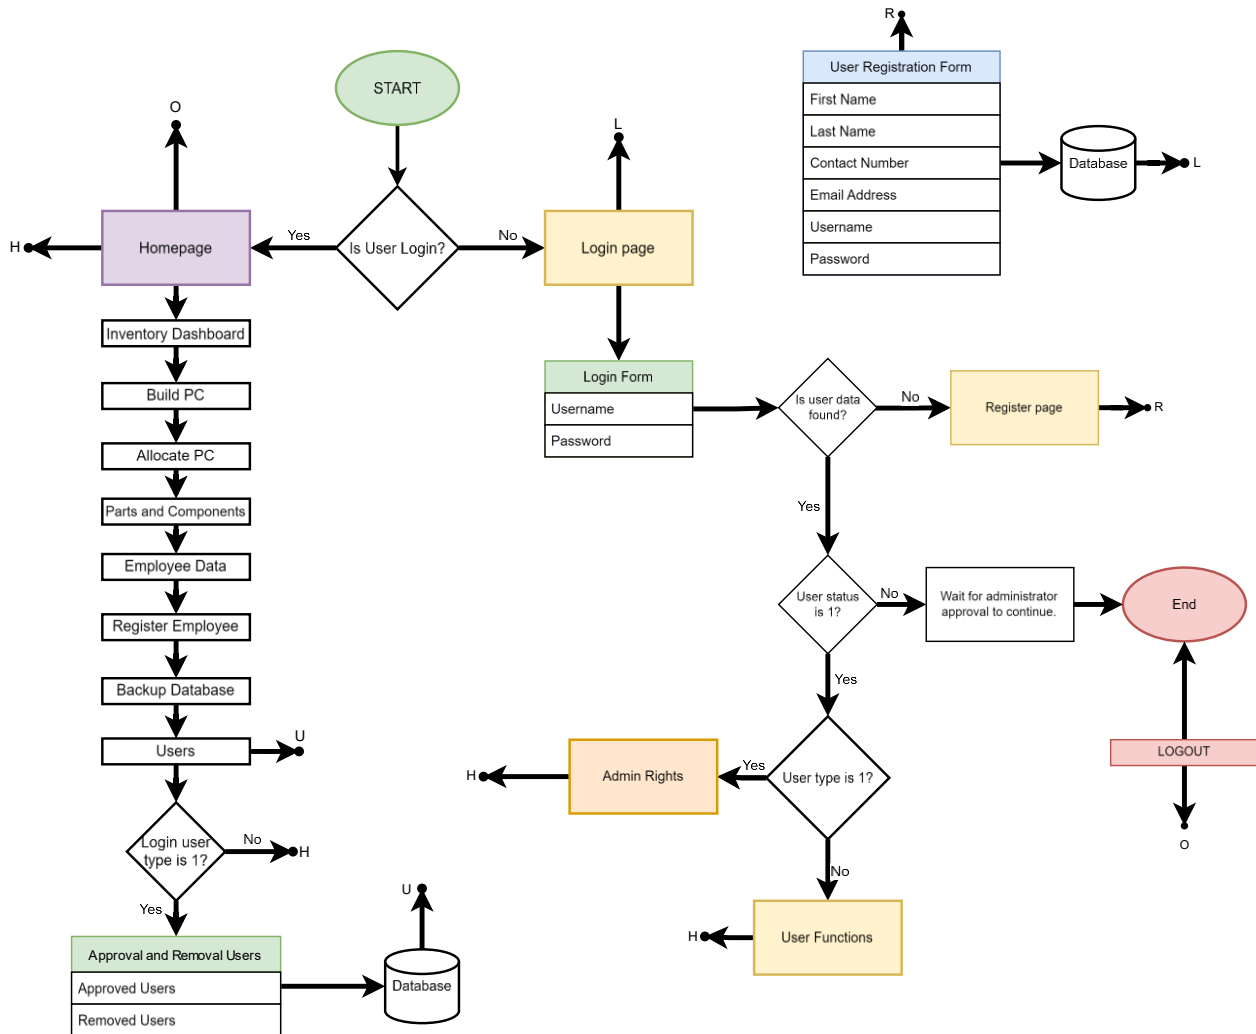 R
User Registration Form
START
First Name
O
L
Last Name
Contact Number
Database
L
Email Address
Username
Password
H
Homepage
Yes
Is User Login?
No
Login page
Inventory Dashboard
Build PC
Allocate PC
Parts and Components
Employee Data
Register Employee
Backup Database
Users
U
Login user
type is 1?
No
H
Yes
Approval and Removal Users
Approved Users
Removed Users
Database
U
Login Form
Username
Password
Is user data
found?
No
Register page
R
Yes
User status
is 1?
No
Wait for administrator
approval to continue.
End
Yes
User type is 1?
Yes
Admin Rights
H
No
User Functions
H
LOGOUT
O